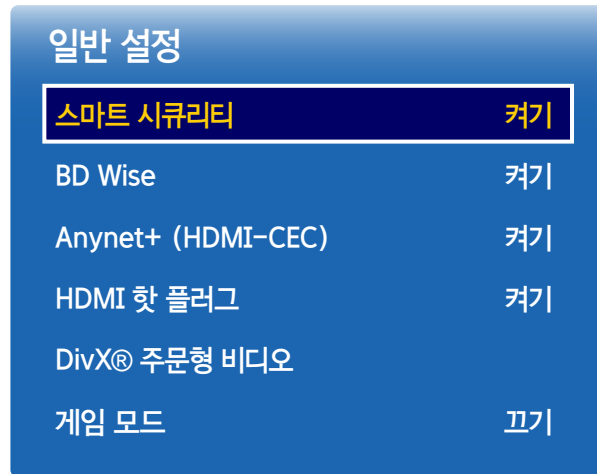 일반 설정
스마트 시큐리티 켜기
BD Wise 켜기
Anynet+ (HDMI-CEC) 켜기
HDMI 핫 플러그 켜기
DivX® 주문형 비디오
게임 모드 끄기